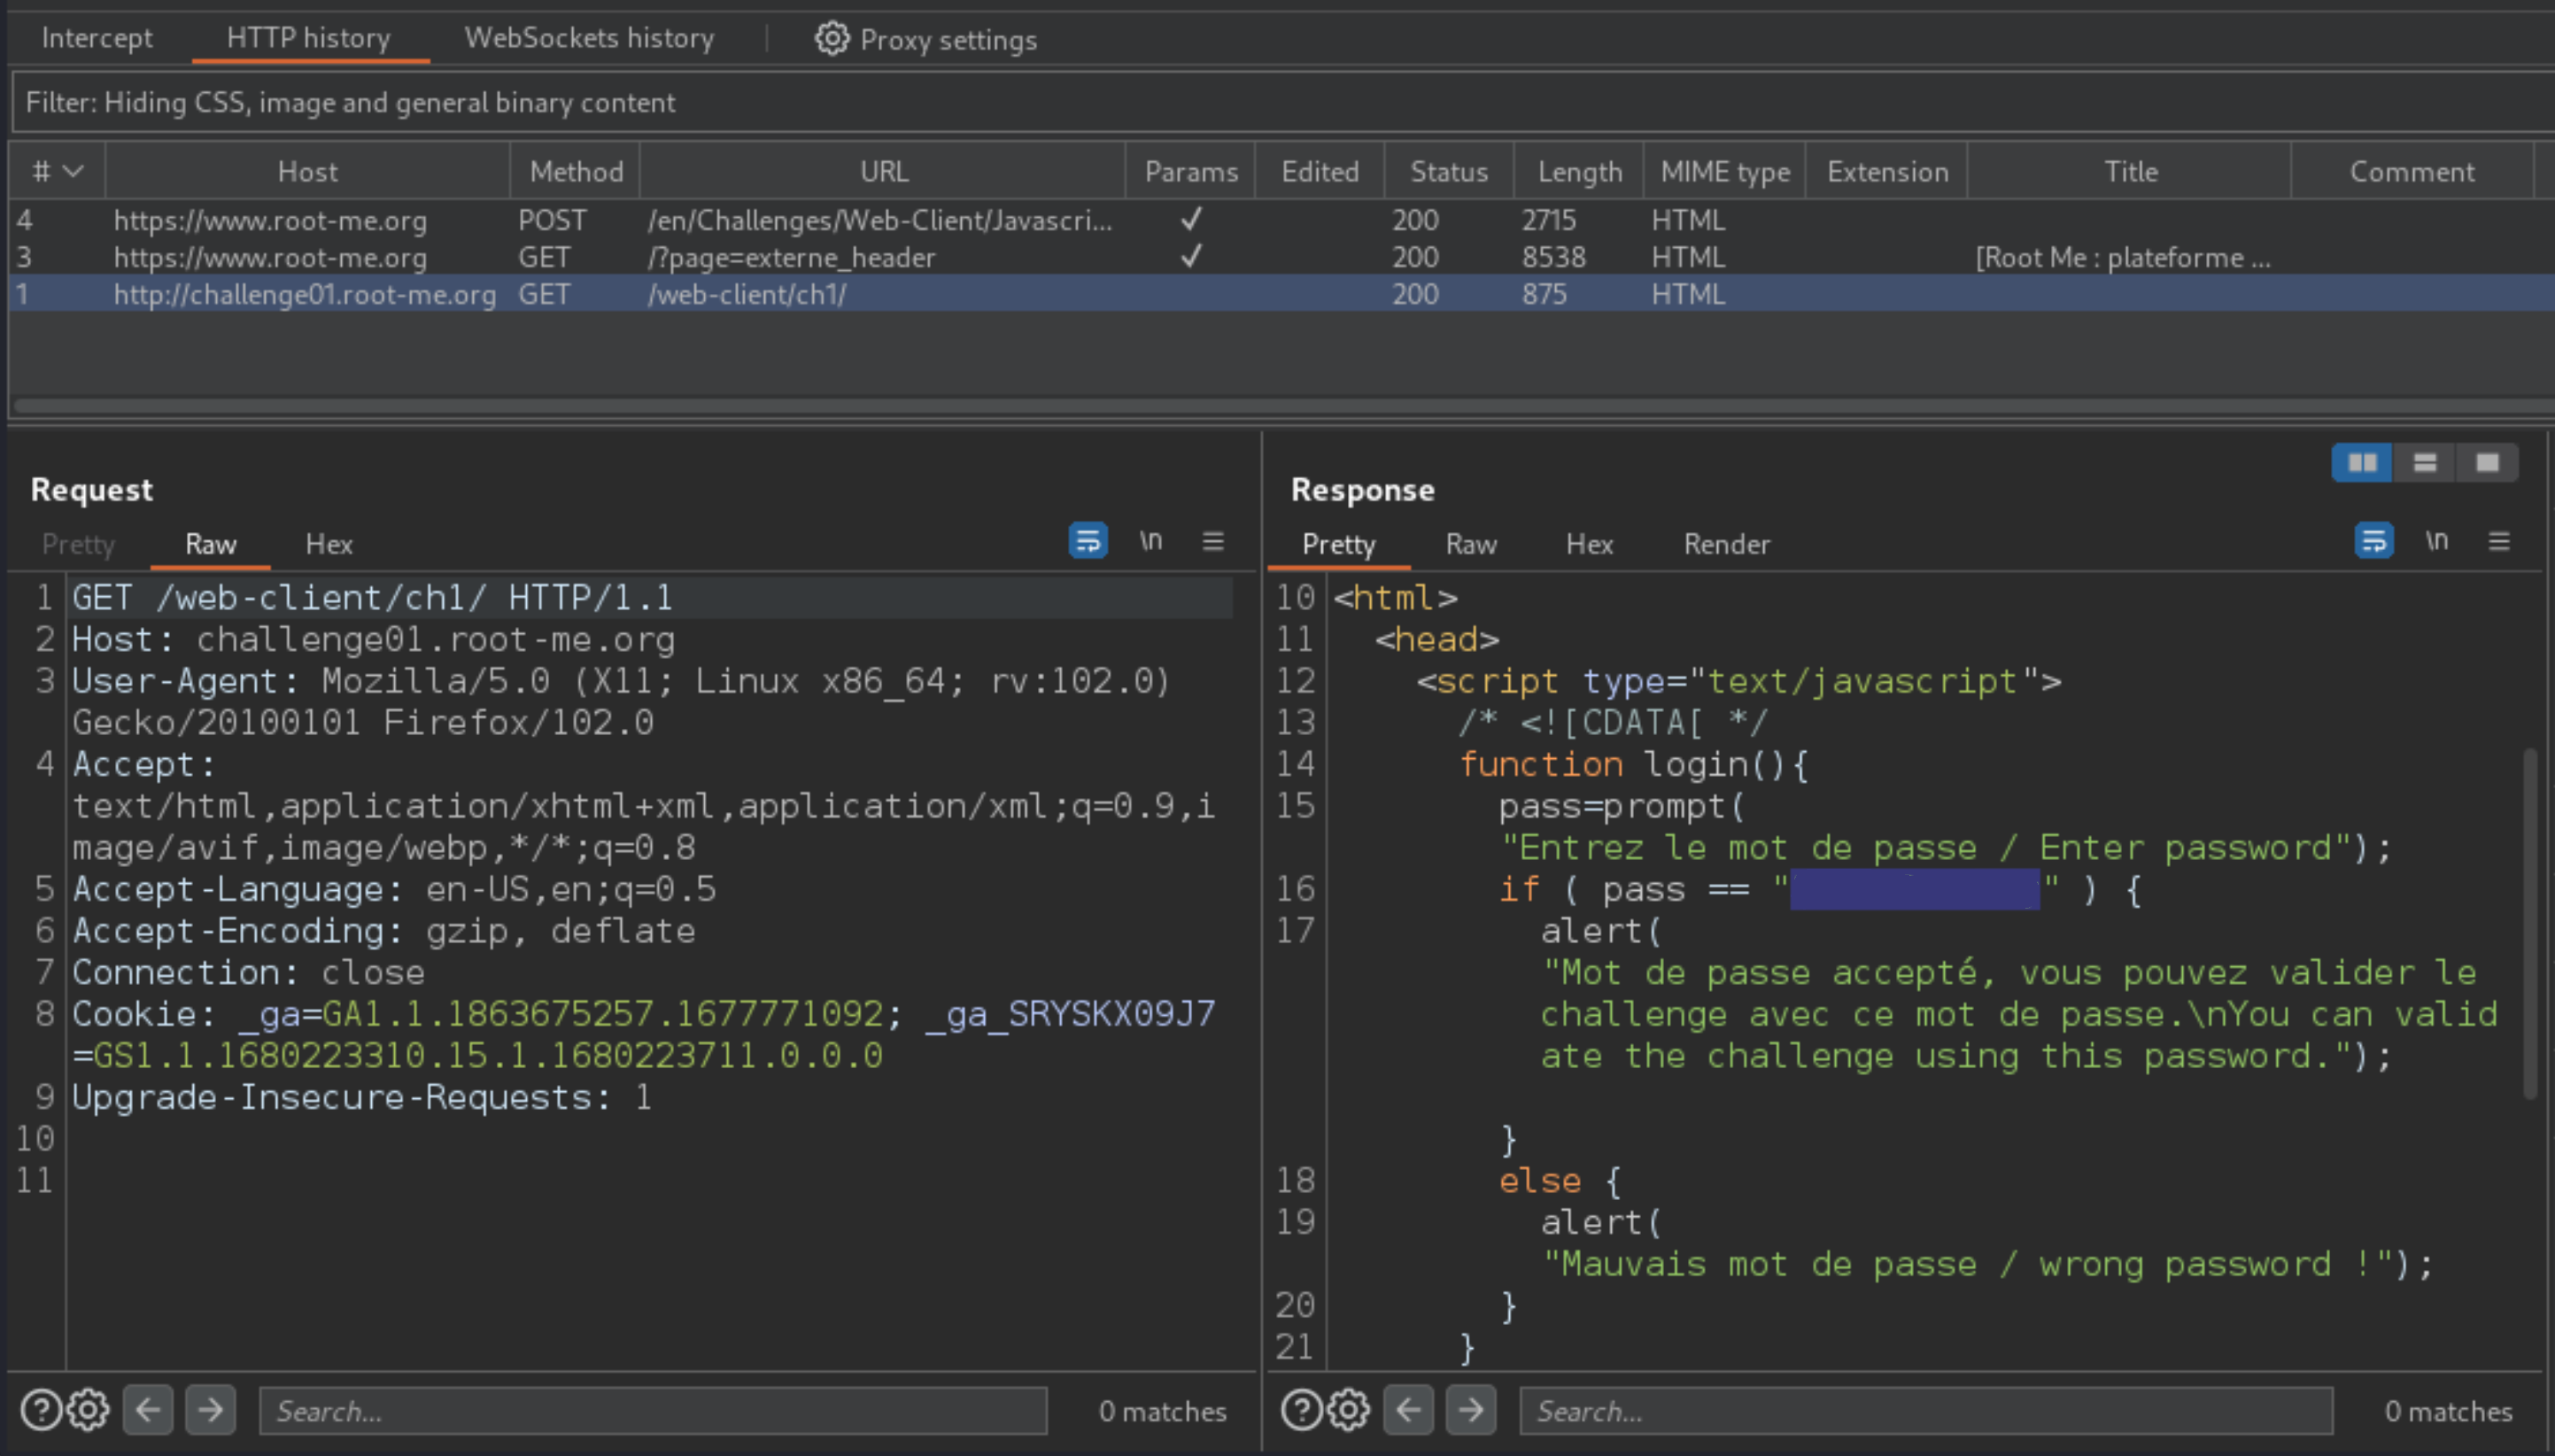 Intercept HTTP history WebSockets history Proxy settings
Filter: Hiding CSS, image and general binary content
# Host Method URL Params Edited Status Length MIME type Extension Title Comment
4 https://www.root-me.org POST /en/Challenges/Web-Client/Javascri... ✓ 200 2715 HTML
3 https://www.root-me.org GET /?page=externe_header ✓ 200 8538 HTML [Root Me : plateforme ...
1 http://challenge01.root-me.org GET /web-client/ch1/ 200 875 HTML
Request
Pretty Raw Hex \n
1 GET /web-client/ch1/ HTTP/1.1
2 Host: challenge01.root-me.org
3 User-Agent: Mozilla/5.0 (X11; Linux x86_64; rv:102.0)
Gecko/20100101 Firefox/102.0
4 Accept:
text/html,application/xhtml+xml,application/xml;q=0.9,i
mage/avif,image/webp,*/*;q=0.8
5 Accept-Language: en-US,en;q=0.5
6 Accept-Encoding: gzip, deflate
7 Connection: close
8 Cookie: _ga=GA1.1.1863675257.1677771092; _ga_SRYSKX09J7
=GS1.1.1680223310.15.1.1680223711.0.0.0
9 Upgrade-Insecure-Requests: 1
10
11
Search... 0 matches
Response
Pretty Raw Hex Render \n
10 <html>
11 <head>
12 <script type="text/javascript">
13 /* <![CDATA[ */
14 function login(){
15 pass=prompt(
"Entrez le mot de passe / Enter password");
16 if ( pass == "" ) {
17 alert(
"Mot de passe accepté, vous pouvez valider le
challenge avec ce mot de passe.\nYou can valid
ate the challenge using this password.");
}
18 else {
19 alert(
"Mauvais mot de passe / wrong password !");
20 }
21 }
Search... 0 matches